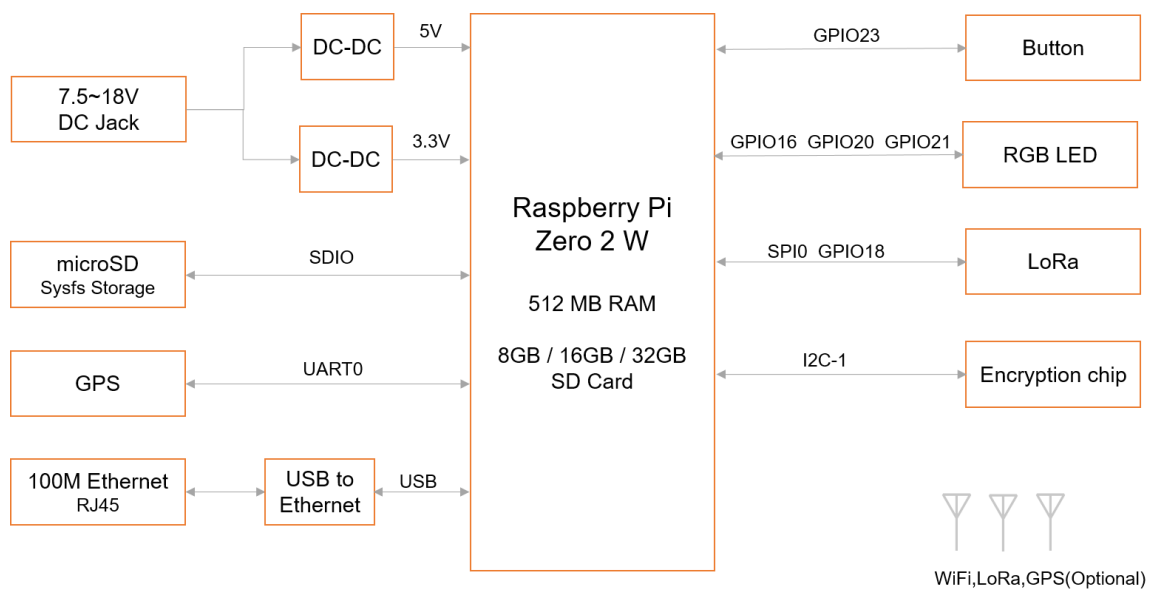 7.5~18V
DC Jack
DC-DC
5V
DC-DC
3.3V
microSD
Sysfs Storage
SDIO
GPS
UART0
100M Ethernet
RJ45
USB to
Ethernet
USB
Raspberry Pi
Zero 2 W
512 MB RAM
8GB / 16GB / 32GB
SD Card
GPIO23
Button
GPIO16 GPIO20 GPIO21
RGB LED
SPI0 GPIO18
LoRa
I2C-1
Encryption chip
WiFi,LoRa,GPS(Optional)